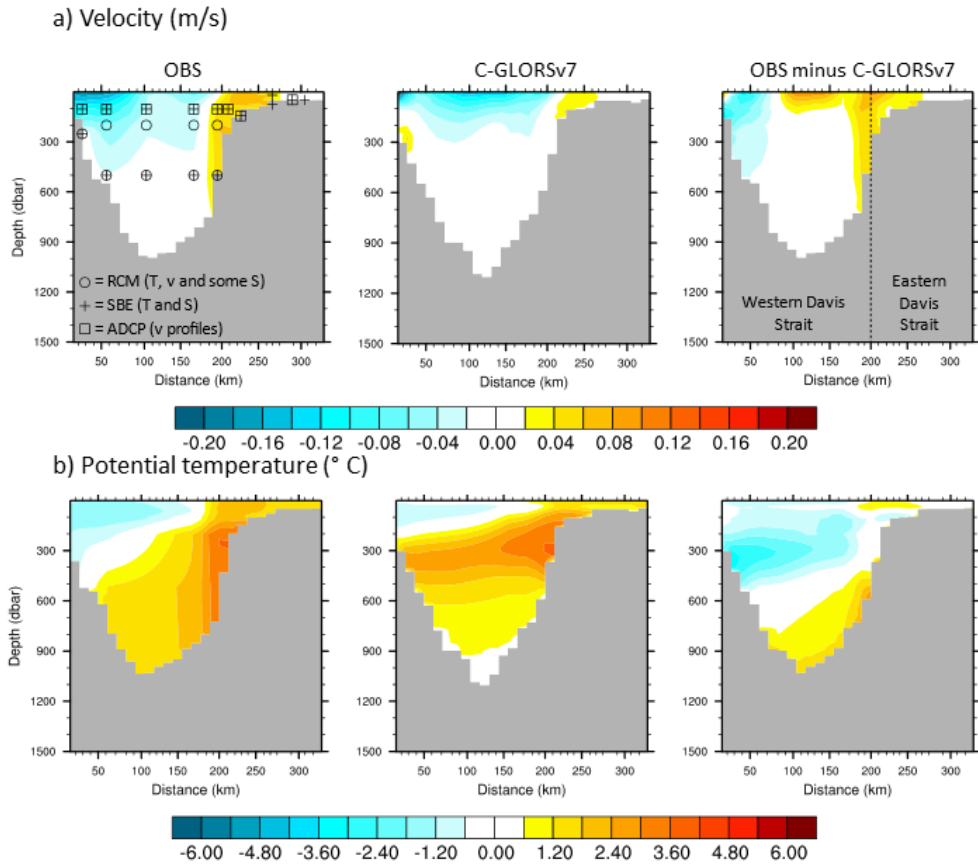 a) Velocity (m/s)
OBS C-GLORSv7 OBS minus C-GLORSv7
Depth (dbar)
300
600
900
1200
1500
○ = RCM (T, v and some S)
+ = SBE (T and S)
□ = ADCP (v profiles)
50 100 150 200 250 300
Distance (km)
300
600
900
1200
1500
50 100 150 200 250 300
Distance (km)
300
600
900
1200
1500
Western Davis
Strait
Eastern
Davis
Strait
50 100 150 200 250 300
Distance (km)
-0.20 -0.16 -0.12 -0.08 -0.04 0.00 0.04 0.08 0.12 0.16 0.20
b) Potential temperature (° C)
Depth (dbar)
300
600
900
1200
1500
50 100 150 200 250 300
Distance (km)
300
600
900
1200
1500
50 100 150 200 250 300
Distance (km)
300
600
900
1200
1500
50 100 150 200 250 300
Distance (km)
-6.00 -4.80 -3.60 -2.40 -1.20 0.00 1.20 2.40 3.60 4.80 6.00